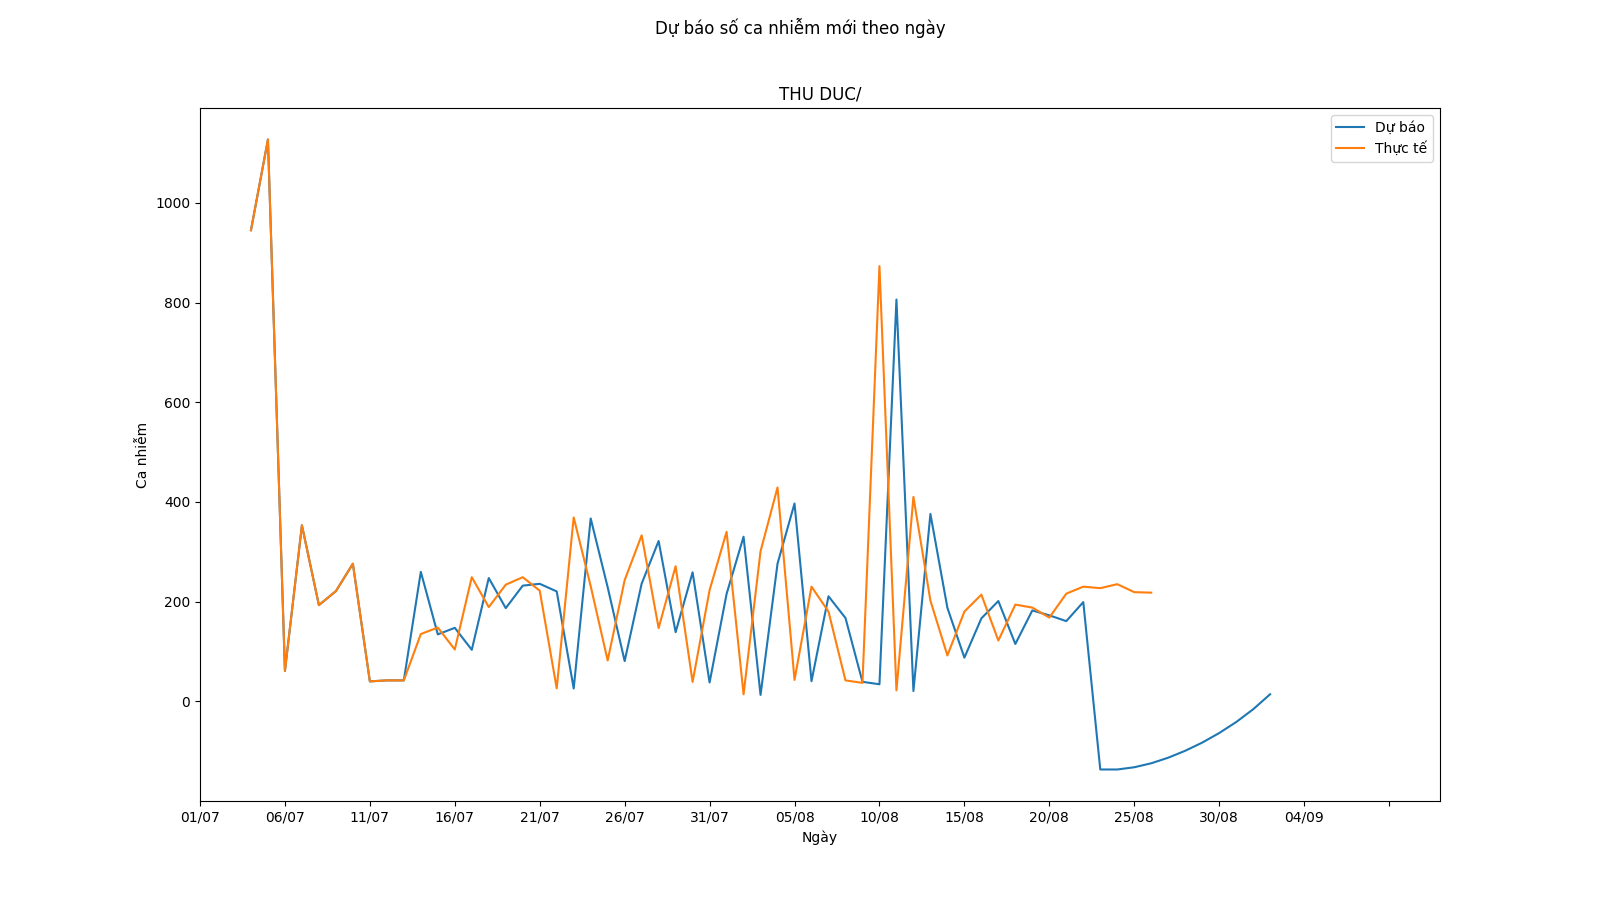 Dự báo số ca nhiễm mới theo ngày
THU DUC/
Dự báo
Thực tế
1000
800
600
400
200
0
Ca nhiễm
01/07 06/07 11/07 16/07 21/07 26/07 31/07 05/08 10/08 15/08 20/08 25/08 30/08 04/09
Ngày